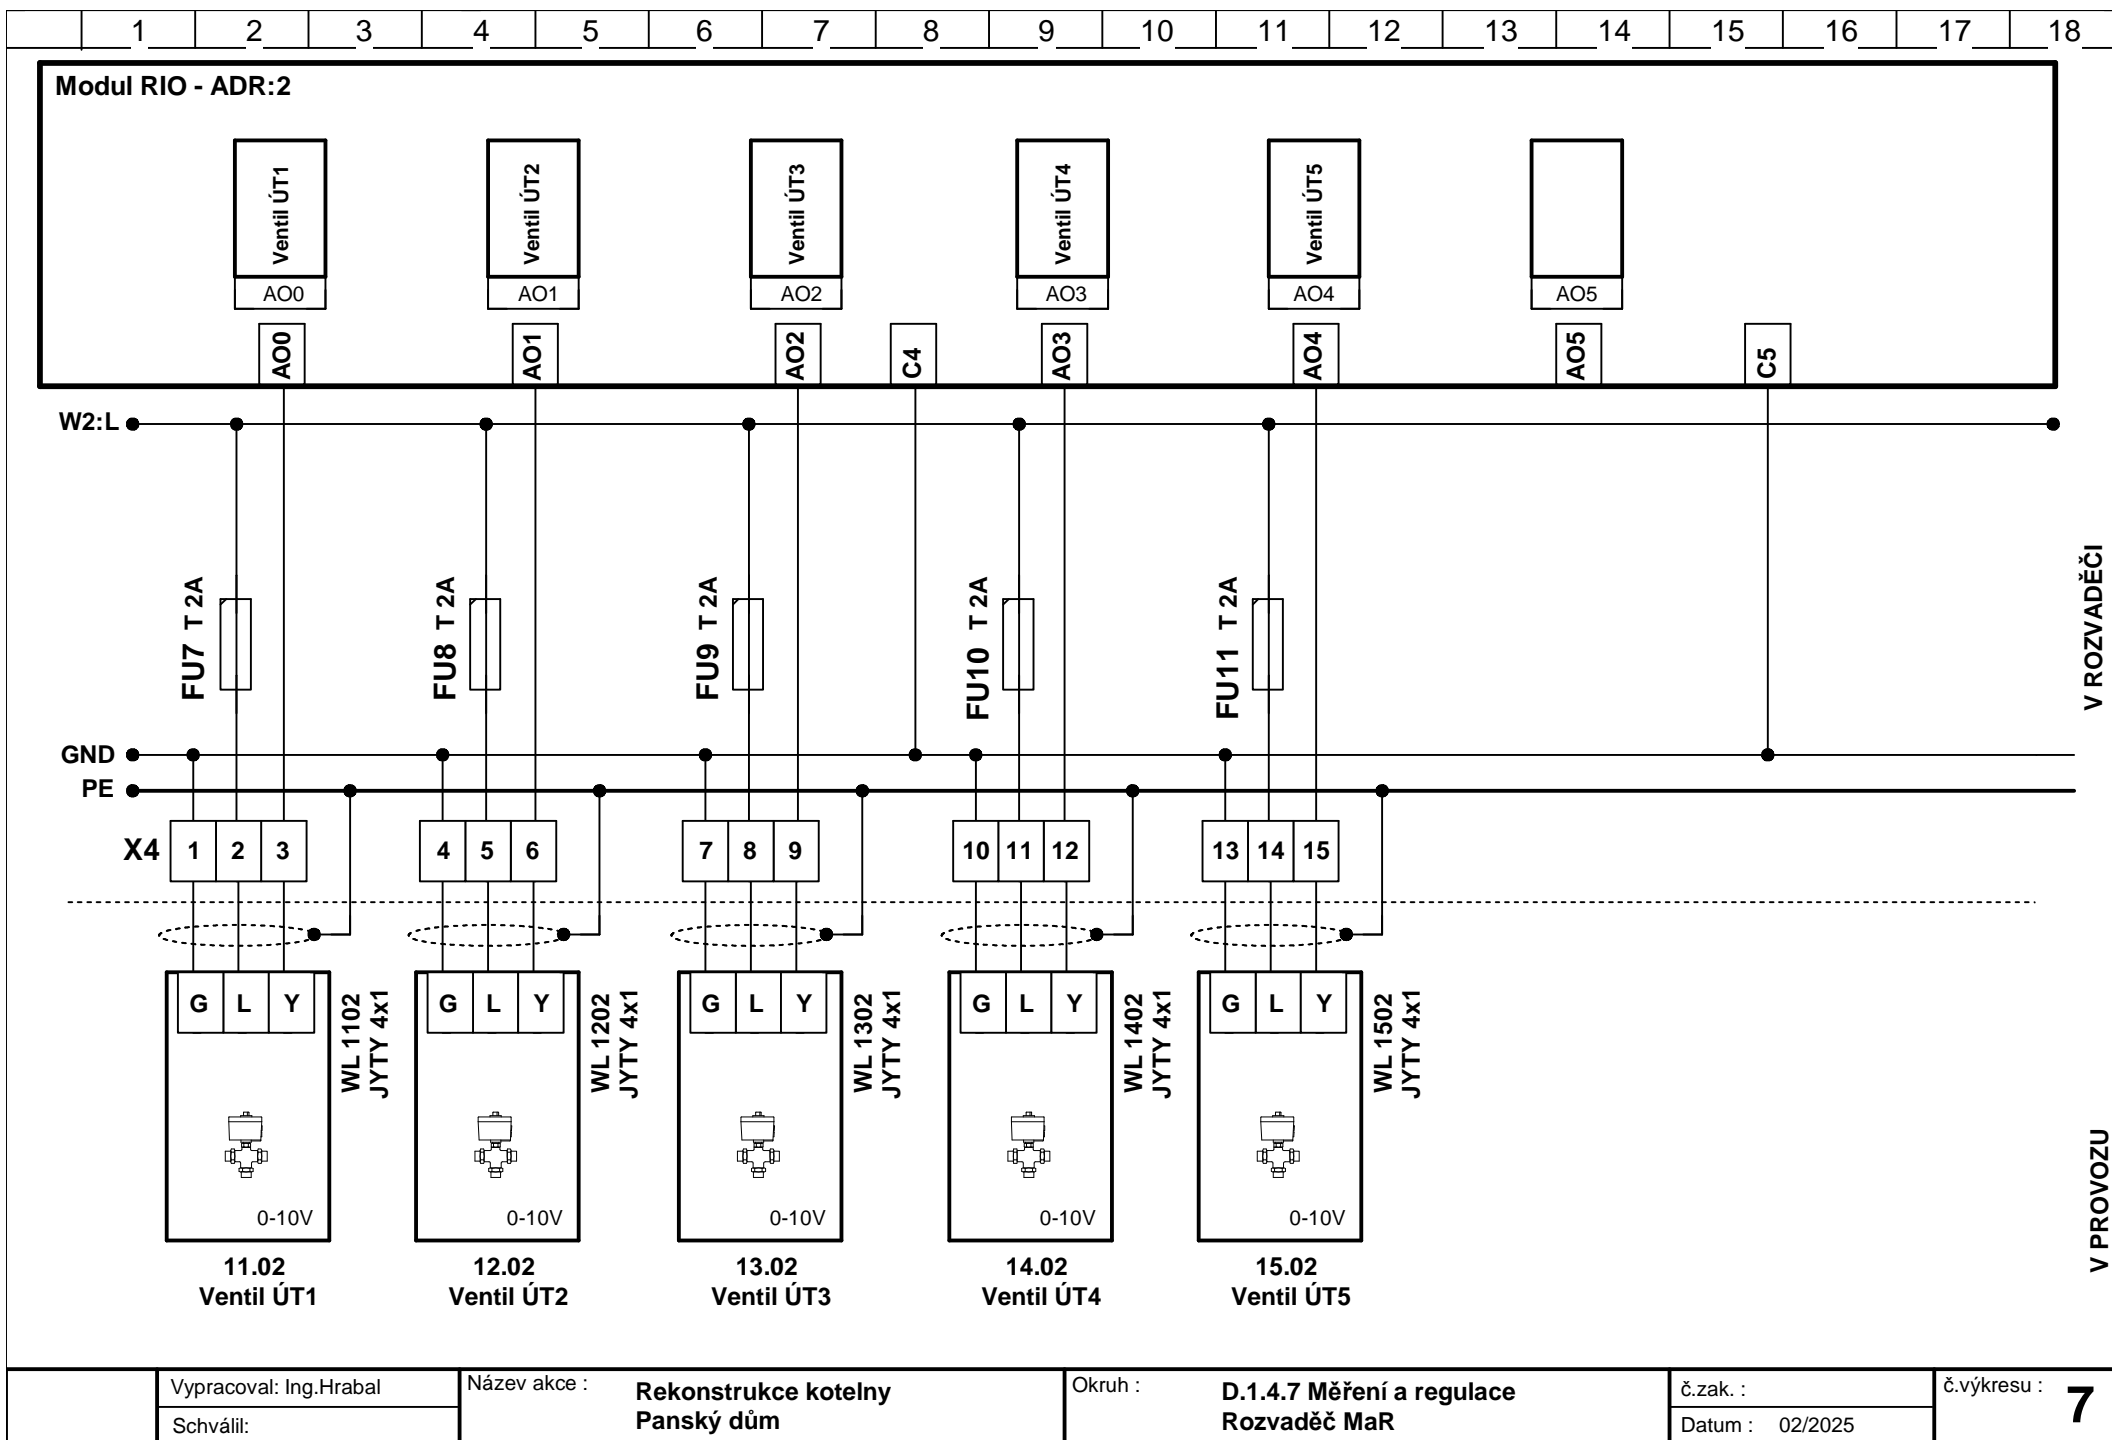 1 2 3 4 5 6 7 8 9 10 11 12 13 14 15 16 17 18
Modul RIO - ADR:2
Ventil ÚT1
Ventil ÚT2
Ventil ÚT3
Ventil ÚT4
Ventil ÚT5
AO0 AO1 AO2 AO3 AO4 AO5
AO0 AO1 AO2 C4 AO3 AO4 AO5 C5
W2:L
FU7 T 2A
FU8 T 2A
FU9 T 2A
FU10 T 2A
FU11 T 2A
V ROZVADĚČI
GND
PE
X4 1 2 3 4 5 6 7 8 9 10 11 12 13 14 15
G L Y G L Y G L Y G L Y G L Y
WL 1102
JYTY 4x1
WL 1202
JYTY 4x1
WL 1302
JYTY 4x1
WL 1402
JYTY 4x1
WL 1502
JYTY 4x1
0-10V 0-10V 0-10V 0-10V 0-10V
V PROVOZU
11.02
Ventil ÚT1
12.02
Ventil ÚT2
13.02
Ventil ÚT3
14.02
Ventil ÚT4
15.02
Ventil ÚT5
Vypracoval: Ing.Hrabal
Schválil:
Název akce :
Rekonstrukce kotelny
Panský dům
Okruh :
D.1.4.7 Měření a regulace
Rozvaděč MaR
č.zak. :
Datum : 02/2025
č.výkresu : 7